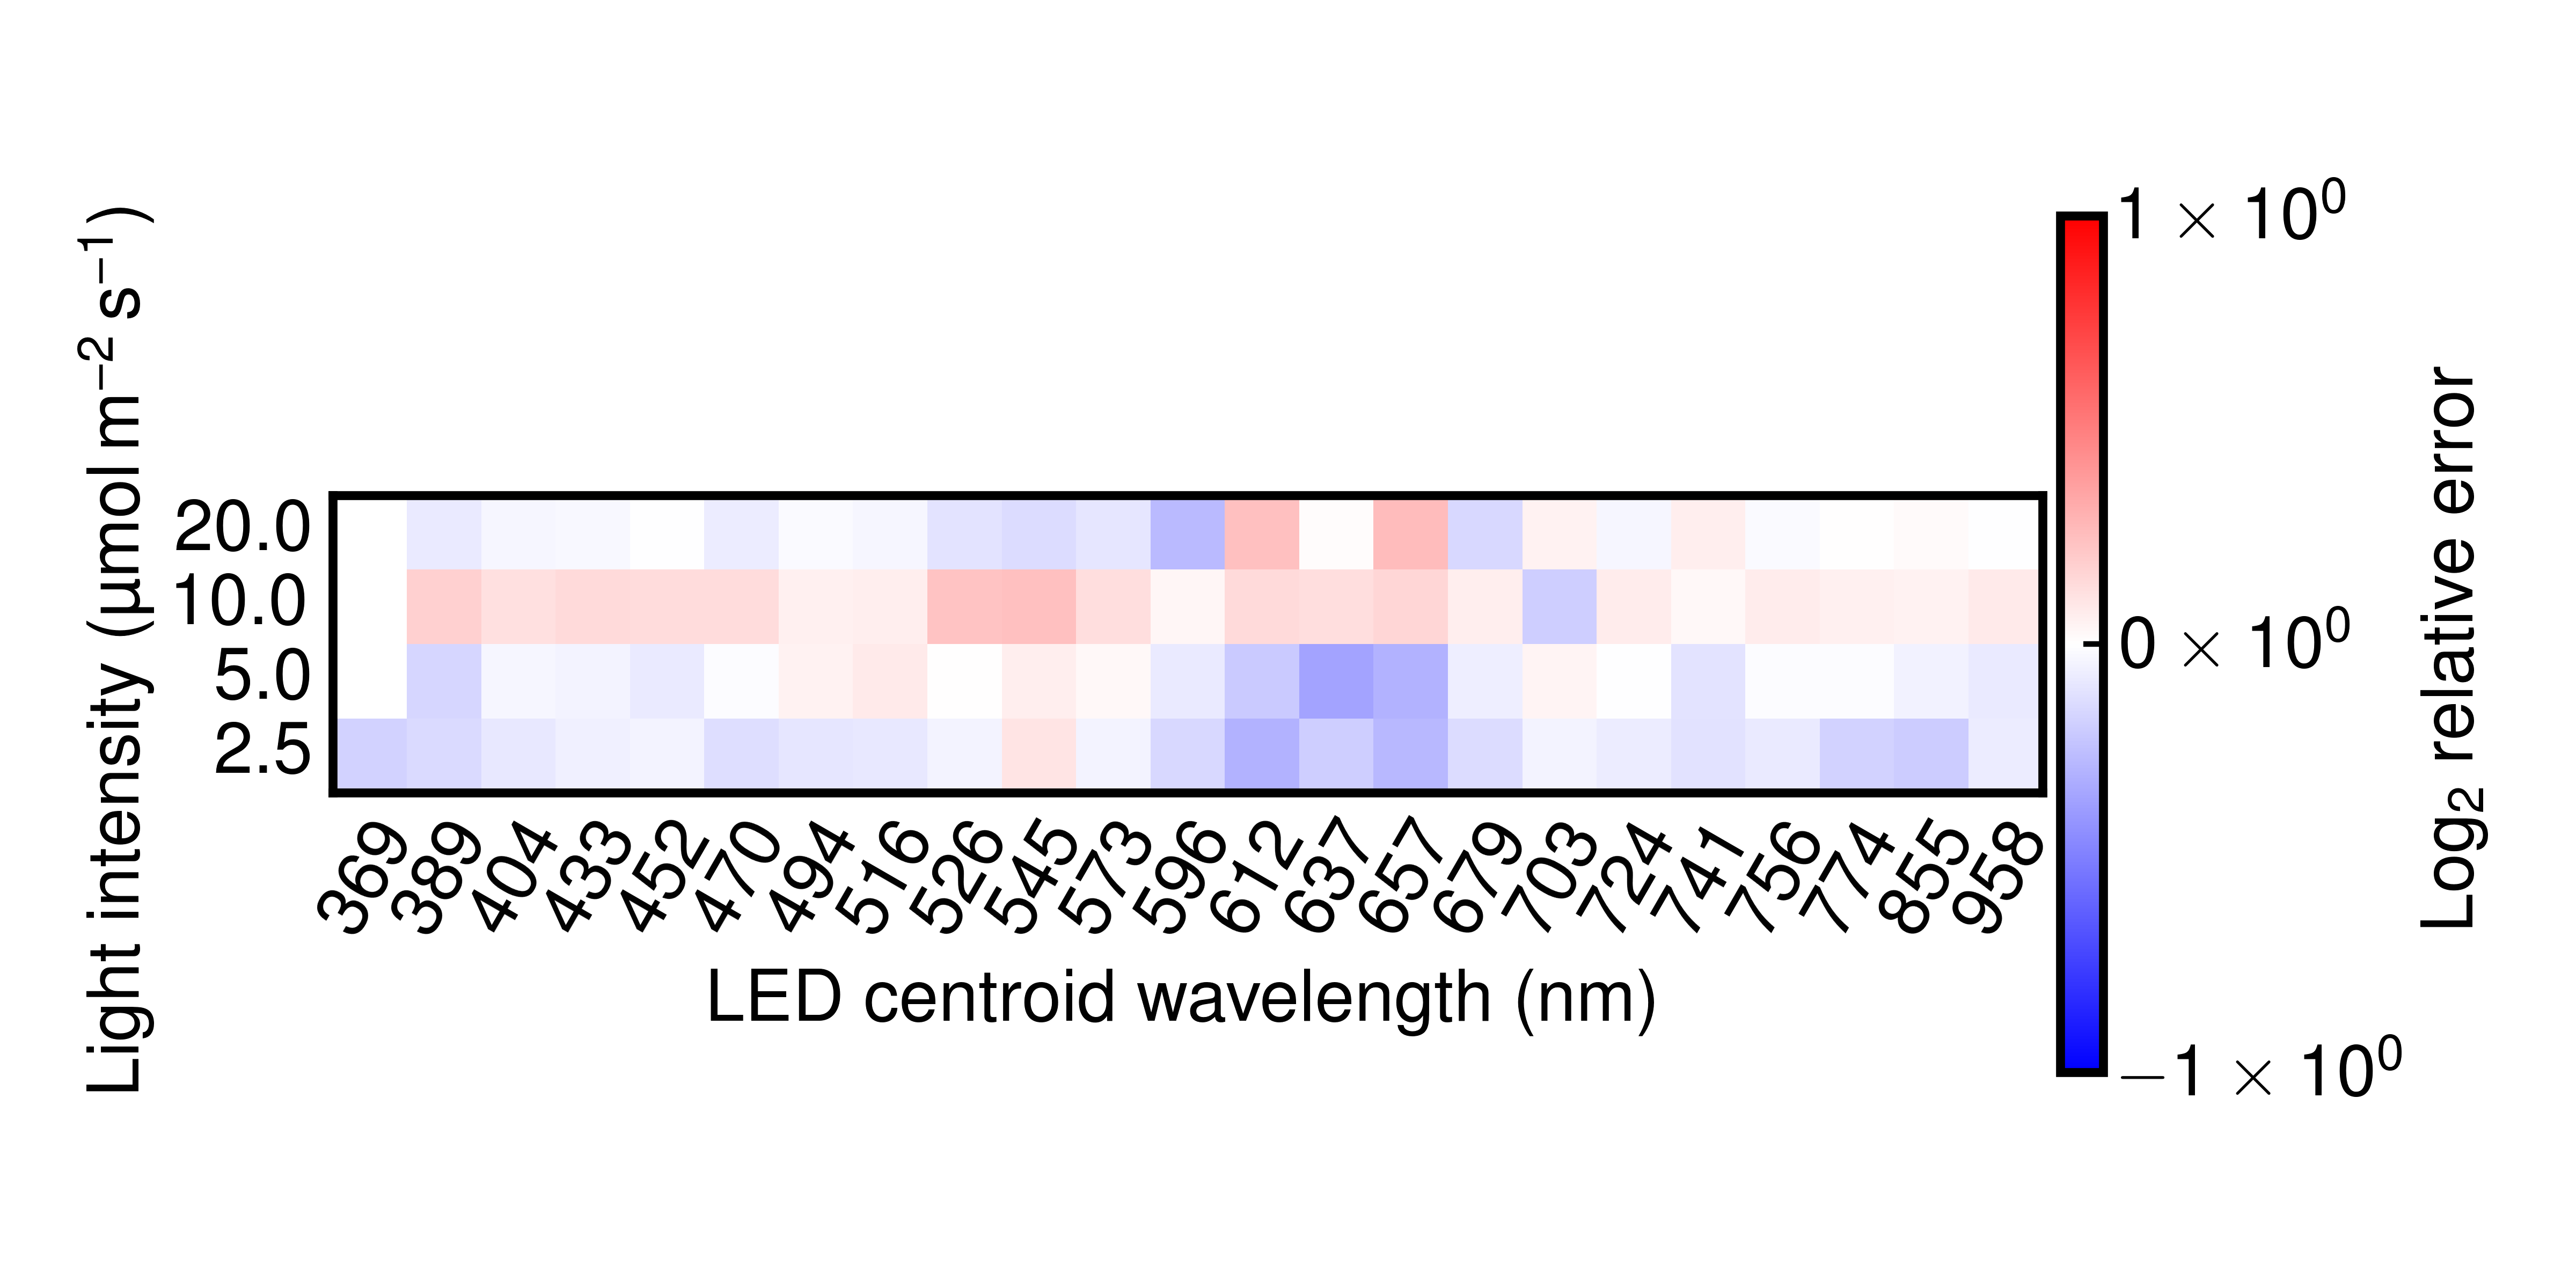 Light intensity (µmol m⁻² s⁻¹)
20.0
10.0
5.0
2.5
369 389 404 433 452 470 494 516 526 545 573 596 612 637 657 679 703 724 741 756 774 855 958
LED centroid wavelength (nm)
1 × 10⁰
0 × 10⁰
−1 × 10⁰
Log₂ relative error